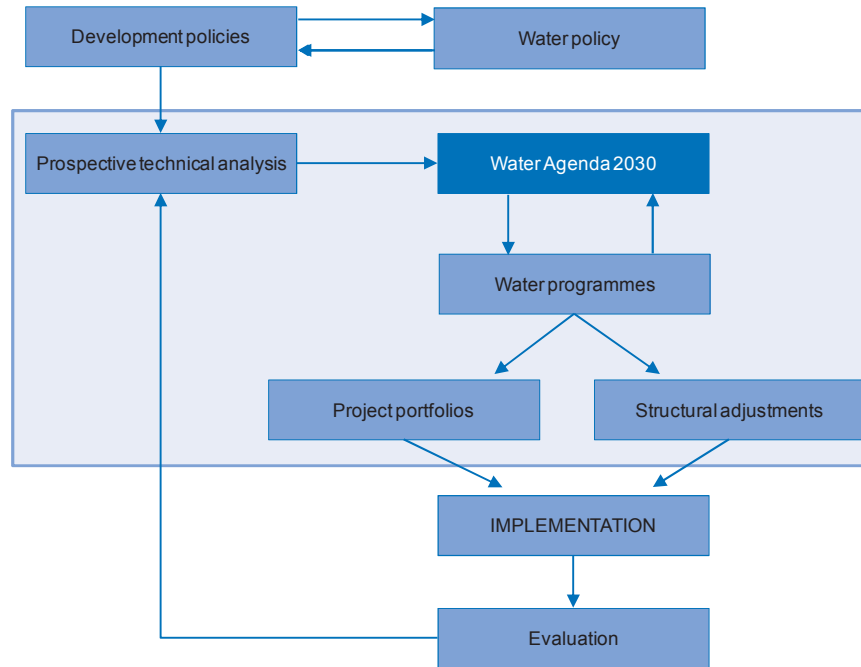 Development policies
Water policy
Prospective technical analysis
Water Agenda 2030
Water programmes
Project portfolios
Structural adjustments
IMPLEMENTATION
Evaluation